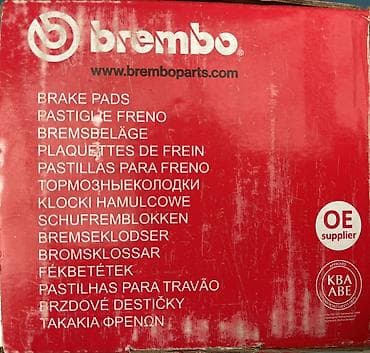 brembo
www.bremboparts.com
BRAKE PADS
PASTIGLIE FRENO
BREMSBELÄGE
PLAQUETTES DE FREIN
PASTILLAS PARA FRENO
ТОРМОЗНЫЕКОЛОДКИ
KLOCKI HAMULCOWE
SCHUFREMBLOKKEN
BREMSEKLODSER
BROMSKLOSSAR
FÉKBETÉTEK
PASTILHAS PARA TRAVÃO
BRZDOVÉ DESTIČKY
ΤΑΚΑΚΙΑ ΦΡΕΝΩΝ
OE
supplier
KBA
ABE